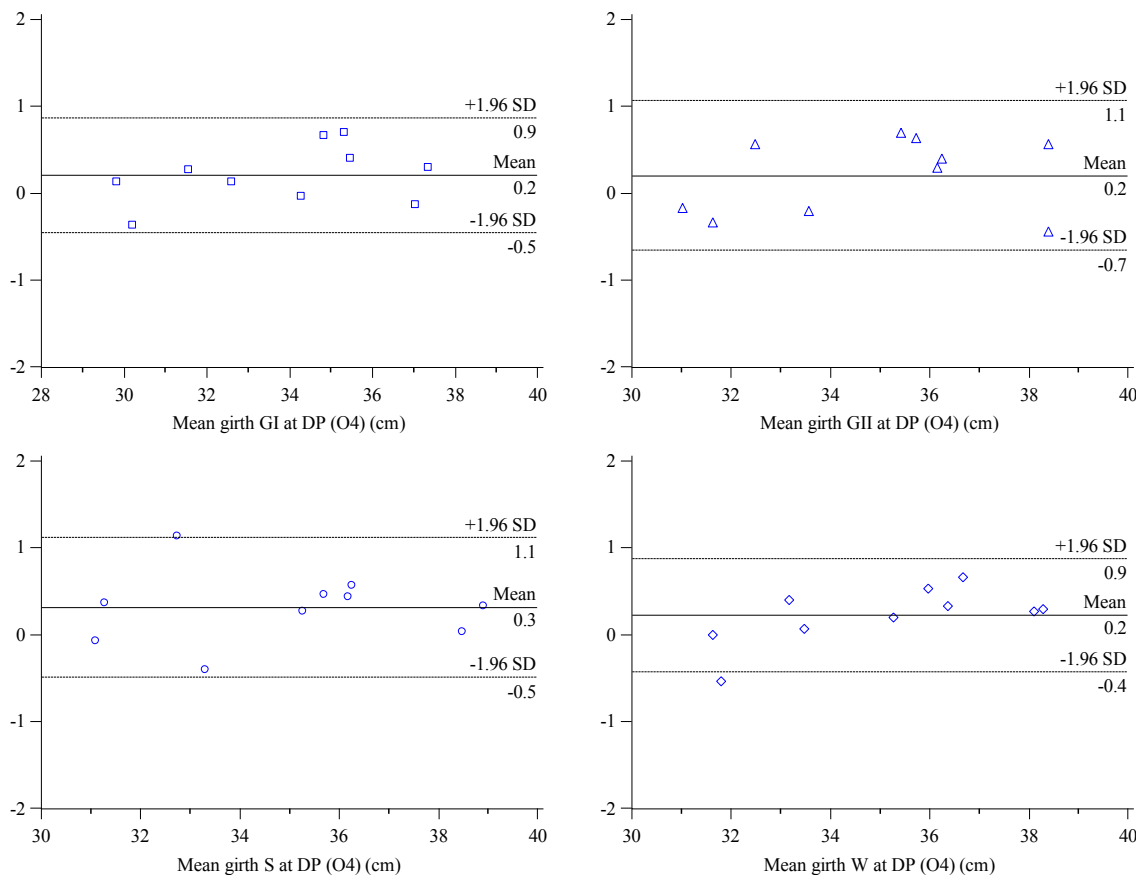 2
+1.96 SD
1
0.9
Mean
0
0.2
-1.96 SD
-0.5
-1
-2
28 30 32 34 36 38 40
Mean girth GI at DP (O4) (cm)
2
+1.96 SD
1
1.1
Mean
0.2
0
-1.96 SD
-0.7
-1
-2
30 32 34 36 38 40
Mean girth GII at DP (O4) (cm)
2
+1.96 SD
1
1.1
Mean
0.3
0
-1.96 SD
-0.5
-1
-2
30 32 34 36 38 40
Mean girth S at DP (O4) (cm)
2
+1.96 SD
1
0.9
Mean
0.2
0
-1.96 SD
-0.4
-1
-2
30 32 34 36 38 40
Mean girth W at DP (O4) (cm)